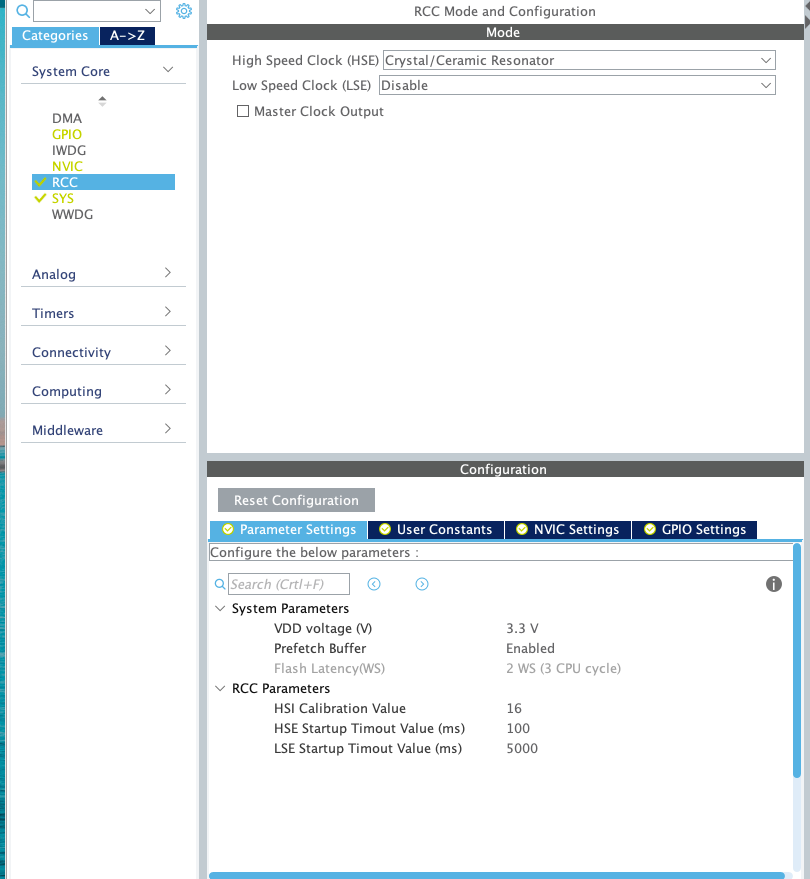 RCC Mode and Configuration
Categories A->Z
Mode
System Core
High Speed Clock (HSE) Crystal/Ceramic Resonator
Low Speed Clock (LSE) Disable
Master Clock Output
DMA
GPIO
IWDG
NVIC
RCC
SYS
WWDG
Analog
Timers
Connectivity
Computing
Middleware
Configuration
Reset Configuration
Parameter Settings User Constants NVIC Settings GPIO Settings
Configure the below parameters :
Search (CrtI+F)
System Parameters
VDD voltage (V) 3.3 V
Prefetch Buffer Enabled
Flash Latency(WS) 2 WS (3 CPU cycle)
RCC Parameters
HSI Calibration Value 16
HSE Startup Timout Value (ms) 100
LSE Startup Timout Value (ms) 5000